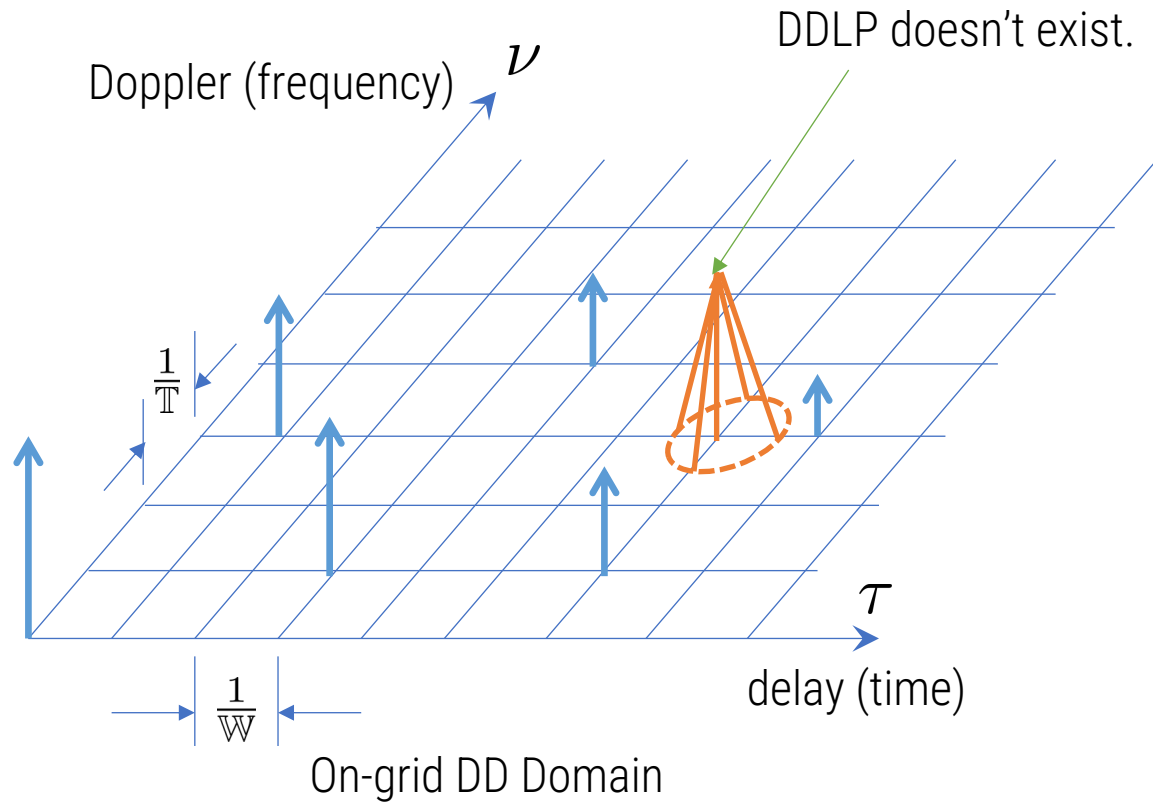 DDLP doesn’t exist.
ν
Doppler (frequency)
1
𝕋
τ
delay (time)
1
𝕎
On-grid DD Domain